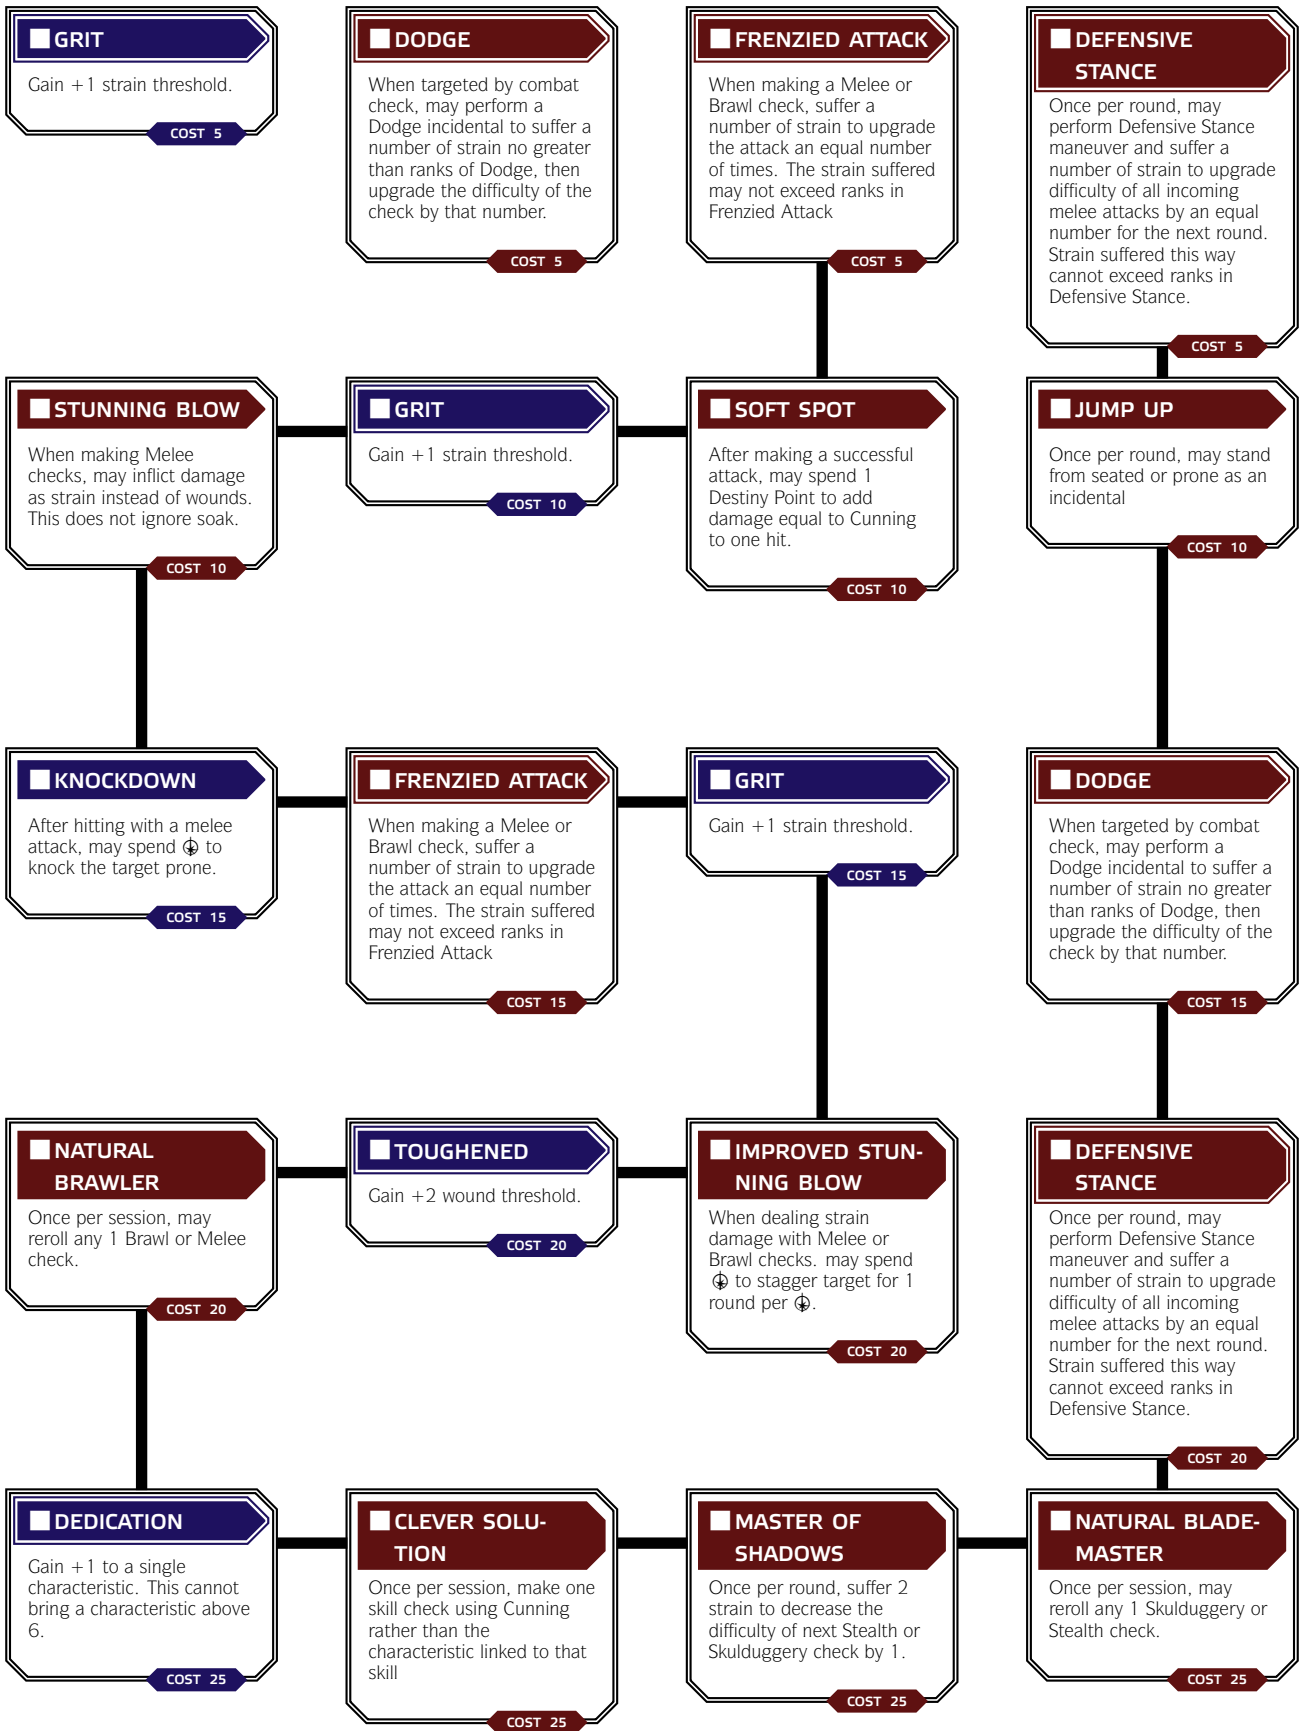 GRIT
Gain +1 strain threshold.
COST 5
DODGE
When targeted by combat
check, may perform a
Dodge incidental to suffer a
number of strain no greater
than ranks of Dodge, then
upgrade the difficulty of the
check by that number.
COST 5
FRENZIED ATTACK
When making a Melee or
Brawl check, suffer a
number of strain to upgrade
the attack an equal number
of times. The strain suffered
may not exceed ranks in
Frenzied Attack
COST 5
DEFENSIVE
STANCE
Once per round, may
perform Defensive Stance
maneuver and suffer a
number of strain to upgrade
difficulty of all incoming
melee attacks by an equal
number for the next round.
Strain suffered this way
cannot exceed ranks in
Defensive Stance.
COST 5
STUNNING BLOW
When making Melee
checks, may inflict damage
as strain instead of wounds.
This does not ignore soak.
COST 10
GRIT
Gain +1 strain threshold.
COST 10
SOFT SPOT
After making a successful
attack, may spend 1
Destiny Point to add
damage equal to Cunning
to one hit.
COST 10
JUMP UP
Once per round, may stand
from seated or prone as an
incidental
COST 10
KNOCKDOWN
After hitting with a melee
attack, may spend to
knock the target prone.
COST 15
FRENZIED ATTACK
When making a Melee or
Brawl check, suffer a
number of strain to upgrade
the attack an equal number
of times. The strain suffered
may not exceed ranks in
Frenzied Attack
COST 15
GRIT
Gain +1 strain threshold.
COST 15
DODGE
When targeted by combat
check, may perform a
Dodge incidental to suffer a
number of strain no greater
than ranks of Dodge, then
upgrade the difficulty of the
check by that number.
COST 15
NATURAL
BRAWLER
Once per session, may
reroll any 1 Brawl or Melee
check.
COST 20
TOUGHENED
Gain +2 wound threshold.
COST 20
IMPROVED STUN-
NING BLOW
When dealing strain
damage with Melee or
Brawl checks. may spend
to stagger target for 1
round per .
COST 20
DEFENSIVE
STANCE
Once per round, may
perform Defensive Stance
maneuver and suffer a
number of strain to upgrade
difficulty of all incoming
melee attacks by an equal
number for the next round.
Strain suffered this way
cannot exceed ranks in
Defensive Stance.
COST 20
DEDICATION
Gain +1 to a single
characteristic. This cannot
bring a characteristic above
6.
COST 25
CLEVER SOLU-
TION
Once per session, make one
skill check using Cunning
rather than the
characteristic linked to that
skill
COST 25
MASTER OF
SHADOWS
Once per round, suffer 2
strain to decrease the
difficulty of next Stealth or
Skulduggery check by 1.
COST 25
NATURAL BLADE-
MASTER
Once per session, may
reroll any 1 Skulduggery or
Stealth check.
COST 25